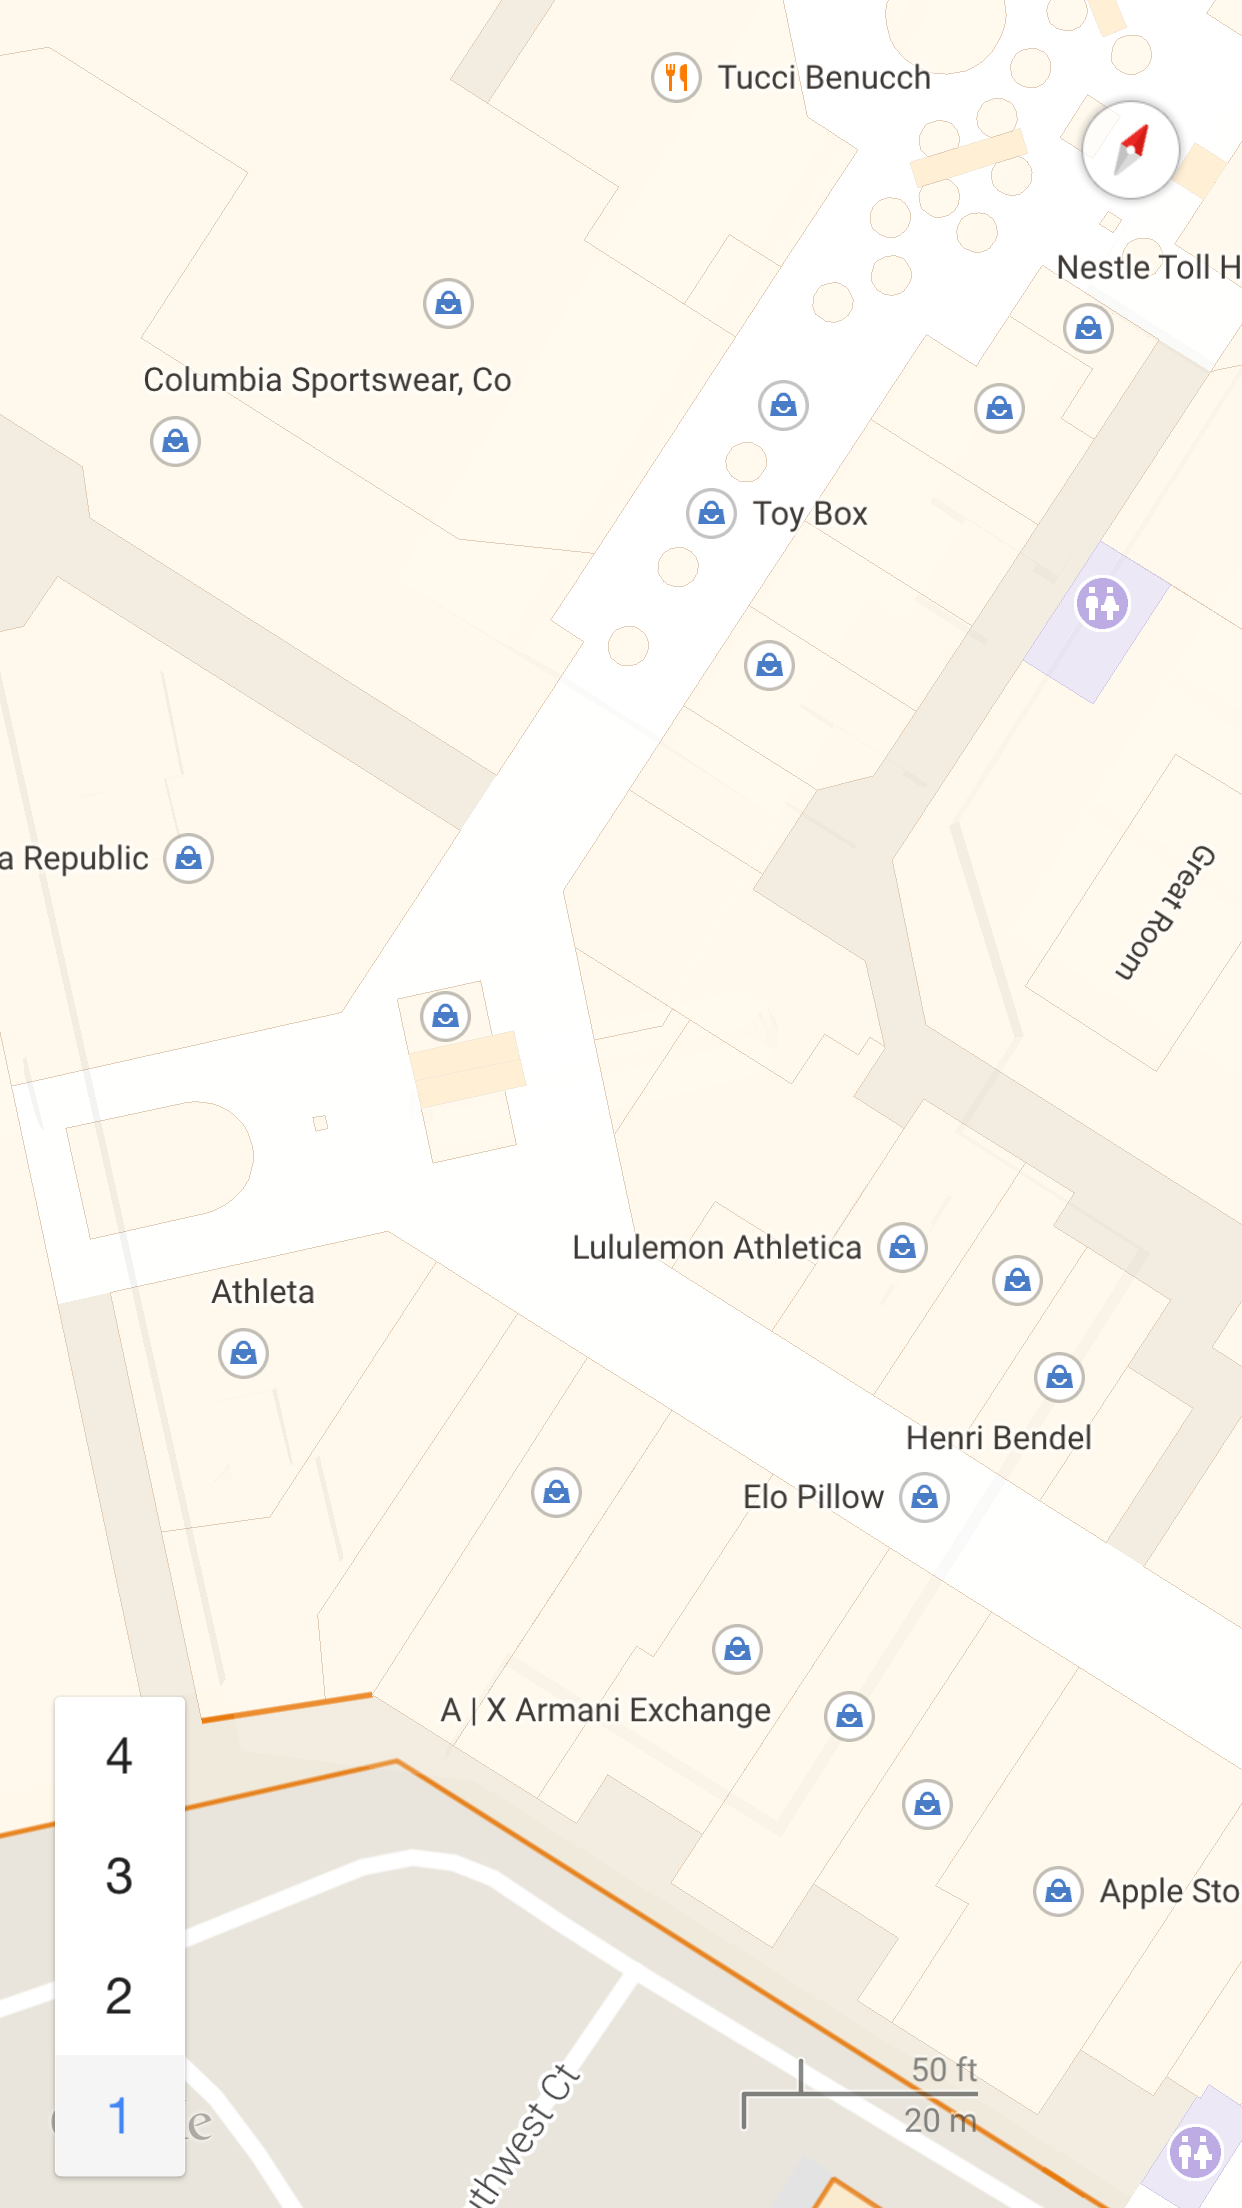 Tucci Benucch
Nestle Toll H
Columbia Sportswear, Co
Toy Box
a Republic
Great Room
Lululemon Athletica
Athleta
Henri Bendel
Elo Pillow
A | X Armani Exchange
Apple Sto
4
3
2
1
50 ft
20 m
thwest Ct